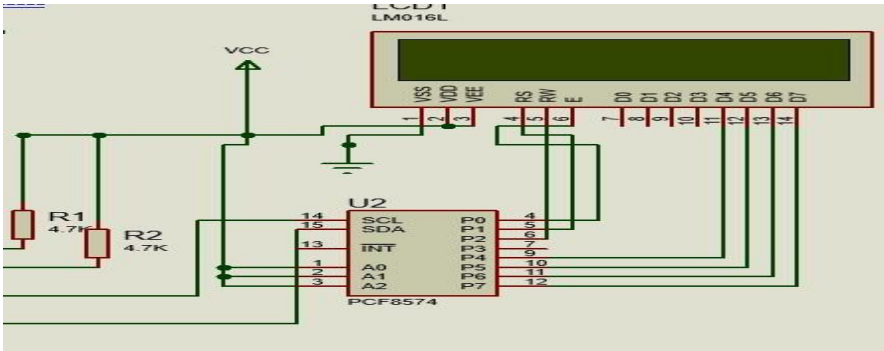 LCD1
LM016L
VCC
VSS
VDD
VEE
RS
RW
E
D0
D1
D2
D3
D4
D5
D6
D7
1
2
3
4
5
6
7
8
9
10
11
12
13
14
R1
4.7K
R2
4.7K
U2
14 SCL P0 4
15 SDA P1 5
P2 6
13 INT P3 7
P4 9
1 A0 P5 10
2 A1 P6 11
3 A2 P7 12
PCF8574